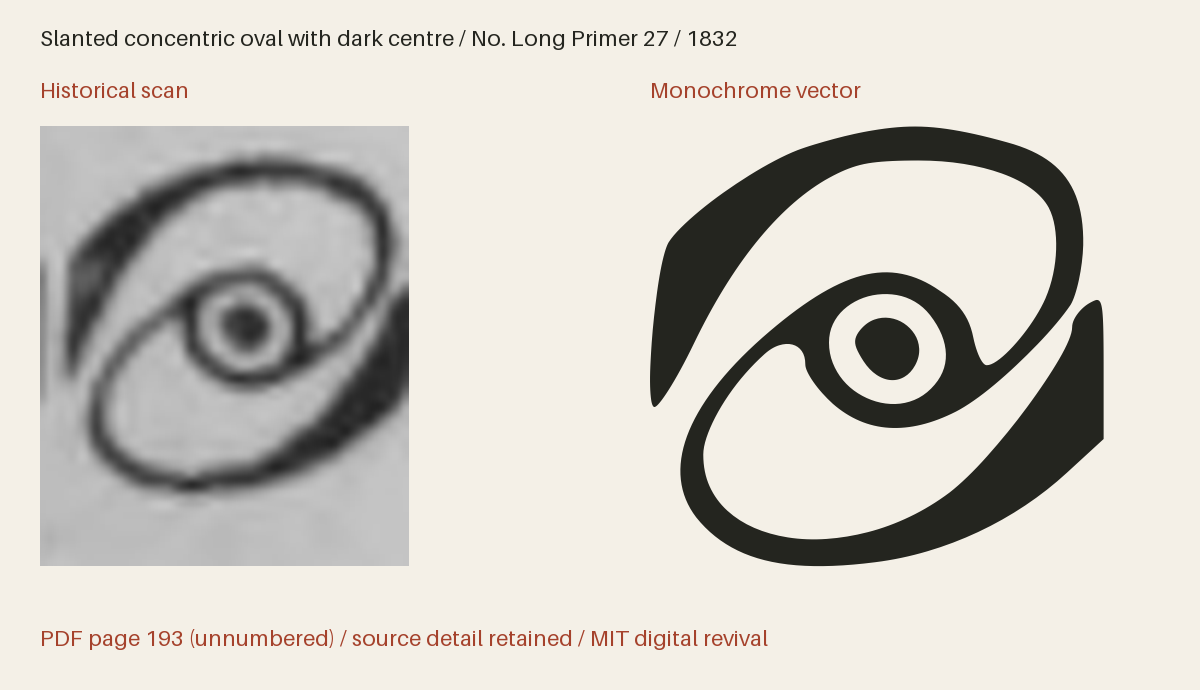 Slanted concentric oval with dark centre / No. Long Primer 27 / 1832
Historical scan
Monochrome vector
PDF page 193 (unnumbered) / source detail retained / MIT digital revival